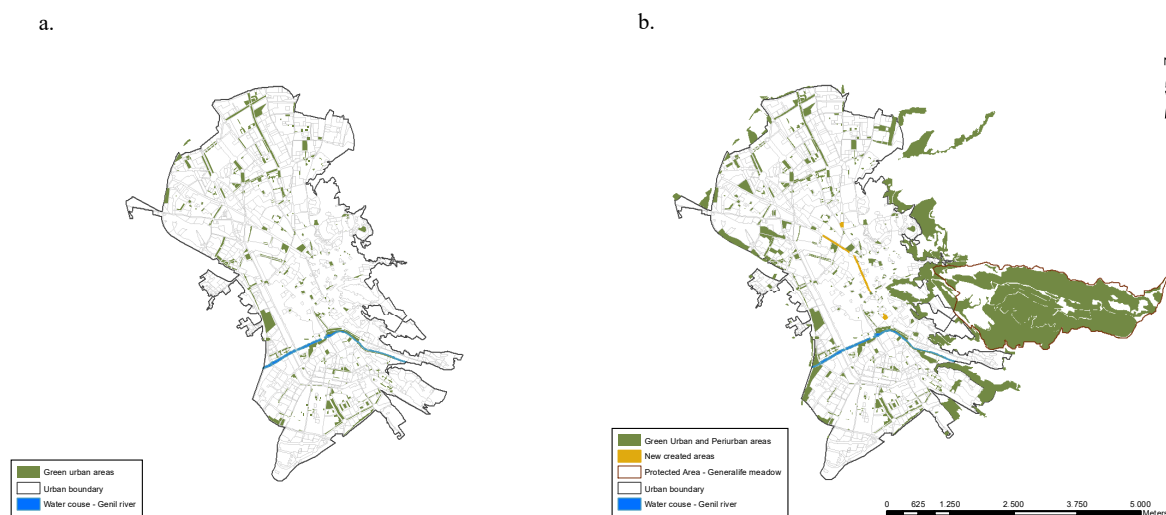 a.
b.
Green urban areas
Urban boundary
Water couse - Genil river
Green Urban and Periurban areas
New created areas
Protected Area - Generalife meadow
Urban boundary
Water couse - Genil river
0 625 1.250 2.500 3.750 5 000
Meters